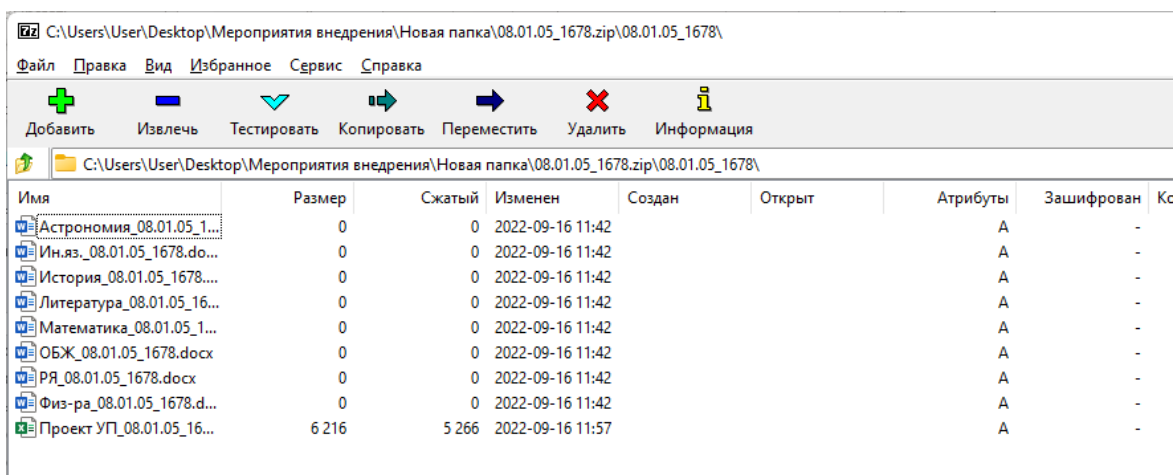 C:\Users\User\Desktop\Мероприятия внедрения\Новая папка\08.01.05_1678.zip\08.01.05_1678\
Файл Правка Вид Избранное Сервис Справка
Добавить Извлечь Тестировать Копировать Переместить Удалить Информация
C:\Users\User\Desktop\Мероприятия внедрения\Новая папка\08.01.05_1678.zip\08.01.05_1678\
Имя Размер Сжатый Изменен Создан Открыт Атрибуты Зашифрован Ко
Астрономия_08.01.05_1... 0 0 2022-09-16 11:42 A -
Ин.яз._08.01.05_1678.do... 0 0 2022-09-16 11:42 A -
История_08.01.05_1678.... 0 0 2022-09-16 11:42 A -
Литература_08.01.05_16... 0 0 2022-09-16 11:42 A -
Математика_08.01.05_1... 0 0 2022-09-16 11:42 A -
ОБЖ_08.01.05_1678.docx 0 0 2022-09-16 11:42 A -
РЯ_08.01.05_1678.docx 0 0 2022-09-16 11:42 A -
Физ-ра_08.01.05_1678.d... 0 0 2022-09-16 11:42 A -
Проект УП_08.01.05_16... 6 216 5 266 2022-09-16 11:57 A -